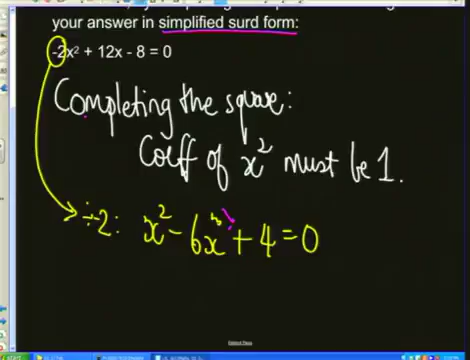 your answer in simplified surd form:
-2x² + 12x - 8 = 0
Completing the square:
Coeff of x² must be 1.
÷-2: x² - 6x + 4 = 0